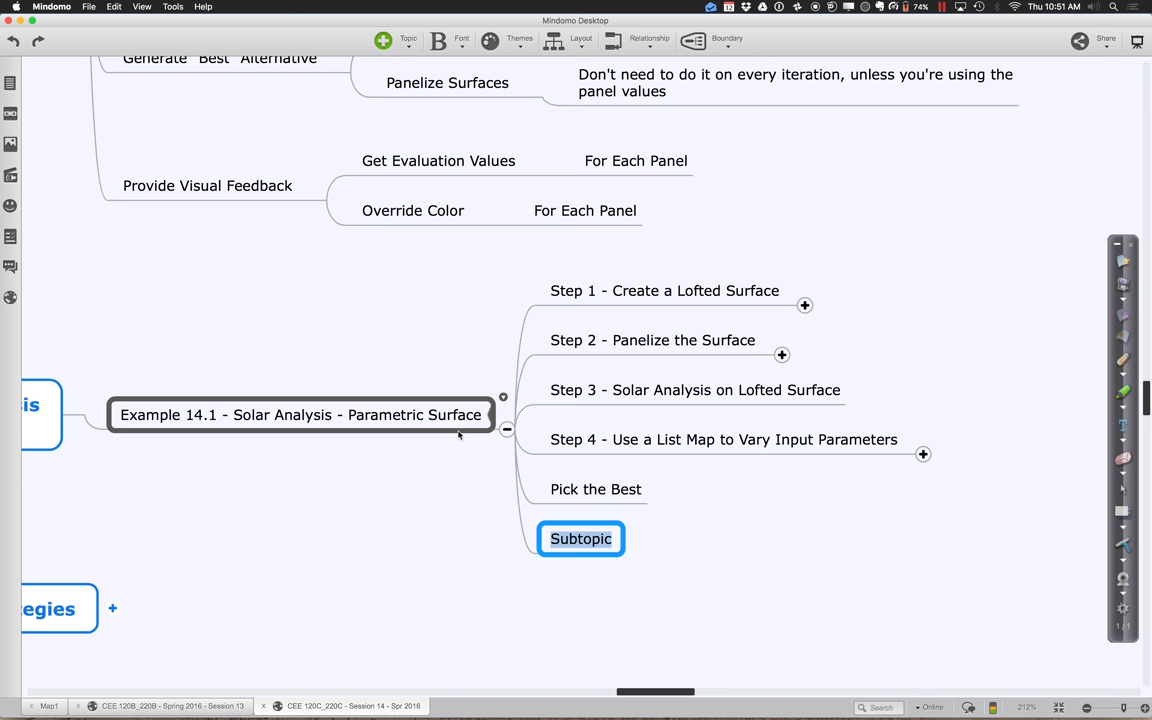 Mindomo File Edit View Tools Help
12
74%
Thu 10:51 AM
Mindomo Desktop
Topic
Font
Themes
Layout
Relationship
Boundary
Share
Generate "Best" Alternative
Panelize Surfaces
Don't need to do it on every iteration, unless you're using the
panel values
Get Evaluation Values
For Each Panel
Provide Visual Feedback
Override Color
For Each Panel
Step 1 - Create a Lofted Surface
Step 2 - Panelize the Surface
Step 3 - Solar Analysis on Lofted Surface
Example 14.1 - Solar Analysis - Parametric Surface
Step 4 - Use a List Map to Vary Input Parameters
Pick the Best
Subtopic
is
egies
1 / 1
Map1
CEE 120B_220B - Spring 2016 - Session 13
CEE 120C_220C - Session 14 - Spr 2016
Search
Online
212%